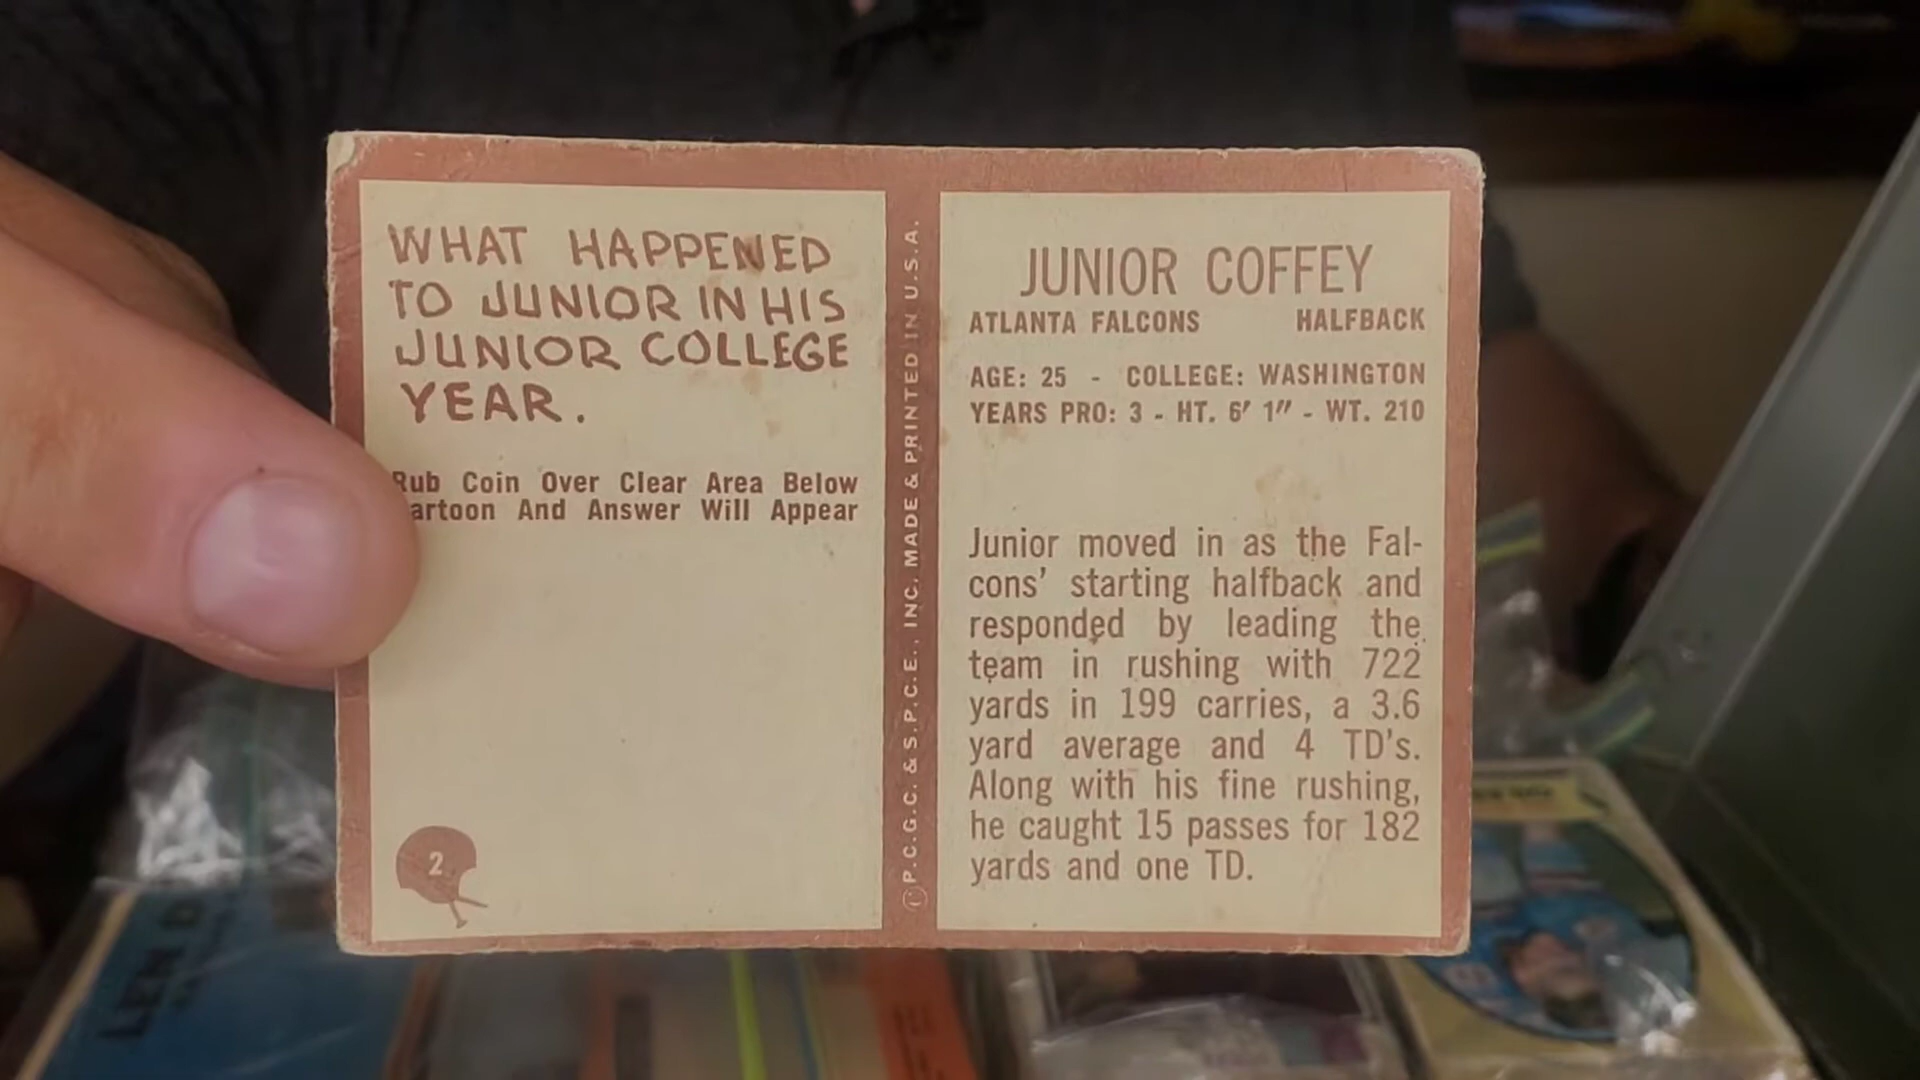 WHAT HAPPENED
TO JUNIOR IN HIS
JUNIOR COLLEGE
YEAR.
Rub Coin Over Clear Area Below
artoon And Answer Will Appear
2
Ⓒ P.C.G.C. & S.P.C.E., INC. MADE & PRINTED IN U.S.A.
JUNIOR COFFEY
ATLANTA FALCONS HALFBACK
AGE: 25 - COLLEGE: WASHINGTON
YEARS PRO: 3 - HT. 6' 1" - WT. 210
Junior moved in as the Fal-
cons' starting halfback and
responded by leading the
team in rushing with 722
yards in 199 carries, a 3.6
yard average and 4 TD's.
Along with his fine rushing,
he caught 15 passes for 182
yards and one TD.
LEN